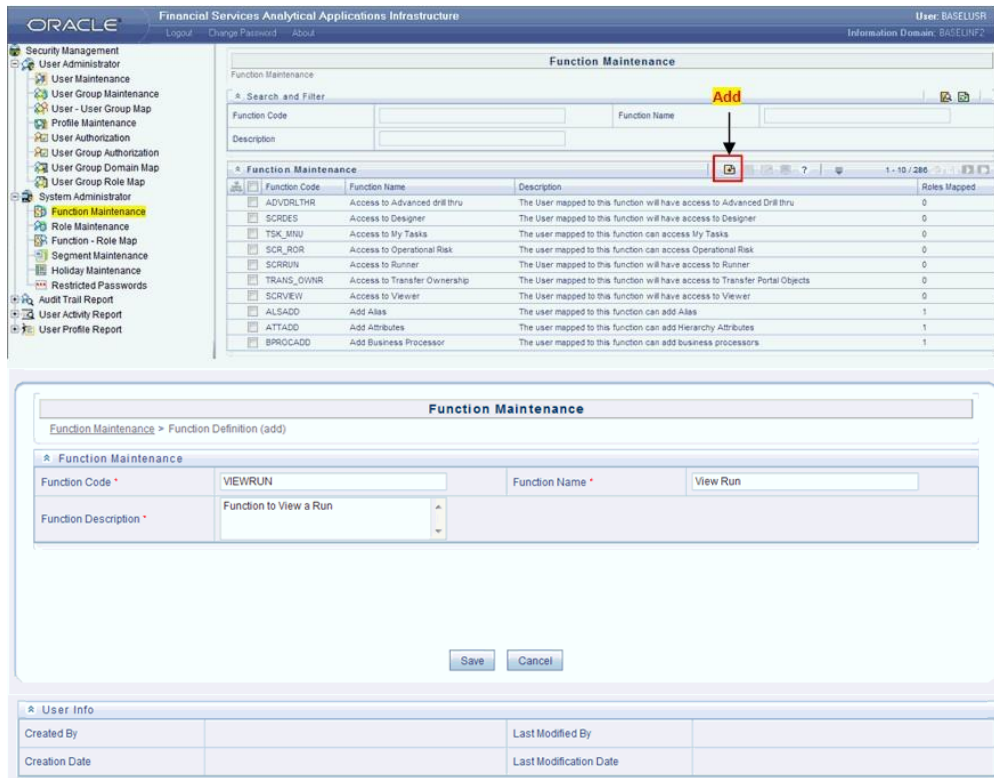 ORACLE
Financial Services Analytical Applications Infrastructure
User: BASELUSR
Logout Change Password About
Information Domain: BASELINF2
Security Management
User Administrator
User Maintenance
User Group Maintenance
User - User Group Map
Profile Maintenance
User Authorization
User Group Authorization
User Group Domain Map
User Group Role Map
System Administrator
Function Maintenance
Role Maintenance
Function - Role Map
Segment Maintenance
Holiday Maintenance
Restricted Passwords
Audit Trail Report
User Activity Report
User Profile Report
Function Maintenance
Function Maintenance
Search and Filter
Add
Function Code Function Name
Description
Function Maintenance ? 1 - 10 / 286
Function Code Function Name Description Roles Mapped
ADVDRLTHR Access to Advanced drill thru The User mapped to this function will have access to Advanced Drill thru 0
SCRDES Access to Designer The User mapped to this function will have access to Designer 0
TSK_MNU Access to My Tasks The user mapped to this function can access My Tasks 0
SCR_ROR Access to Operational Risk The user mapped to this function can access Operational Risk 0
SCRRUN Access to Runner The User mapped to this function will have access to Runner 0
TRANS_OWNR Access to Transfer Ownership The User mapped to this function will have access to Transfer Portal Objects 0
SCRVIEW Access to Viewer The User mapped to this function will have access to Viewer 0
ALSADD Add Alias The user mapped to this function can add Alias 1
ATTADD Add Attributes The user mapped to this function can add Hierarchy Attributes 1
BPROCADD Add Business Processor The user mapped to this function can add business processors 1
Function Maintenance
Function Maintenance > Function Definition (add)
Function Maintenance
Function Code * VIEWRUN Function Name * View Run
Function Description * Function to View a Run
Save Cancel
User Info
Created By Last Modified By
Creation Date Last Modification Date